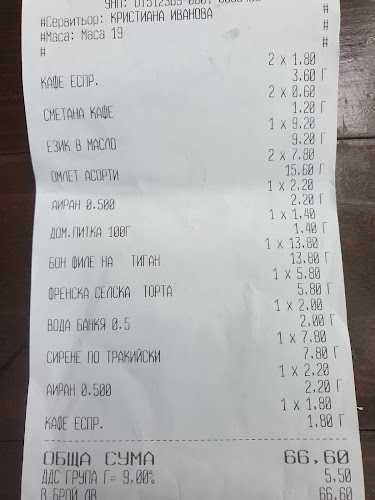 #Сервитьор: КРИСТИАНА ИВАНОВА #
#Маса: Маса 19 #
# #
2 x 1.80
КАФЕ ЕСПР. 3.60 Г
2 x 0.60
СМЕТАНА КАФЕ 1.20 Г
1 x 9.20
ЕЗИК В МАСЛО 9.20 Г
2 x 7.80
ОМЛЕТ АСОРТИ 15.60 Г
1 x 2.20
АИРАН 0.500 2.20 Г
1 x 1.40
ДОМ.ПИТКА 100Г 1.40 Г
1 x 13.80
БОН ФИЛЕ НА ТИГАН 13.80 Г
1 x 5.80
ФРЕНСКА СЕЛСКА ТОРТА 5.80 Г
1 x 2.00
ВОДА БАНКЯ 0.5 2.00 Г
1 x 7.80
СИРЕНЕ ПО ТРАКИЙСКИ 7.80 Г
1 x 2.20
АИРАН 0.500 2.20 Г
1 x 1.80
КАФЕ ЕСПР. 1.80 Г
ОБЩА СУМА 66.60
ДДС ГРУПА Г= 9.00% 5.50
В БРОЙ ЛВ 66.60